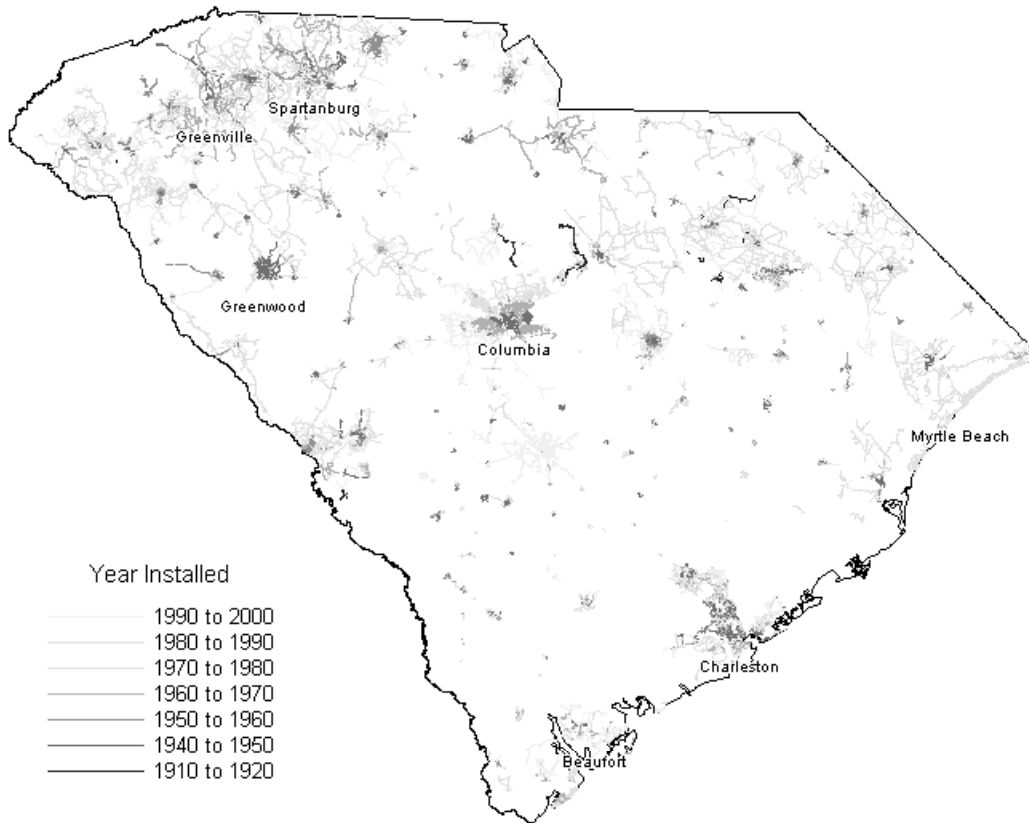 Spartanburg
Greenville
Greenwood
Columbia
Myrtle Beach
Year Installed
1990 to 2000
1980 to 1990
1970 to 1980
1960 to 1970
1950 to 1960
1940 to 1950
1910 to 1920
Charleston
Beaufort